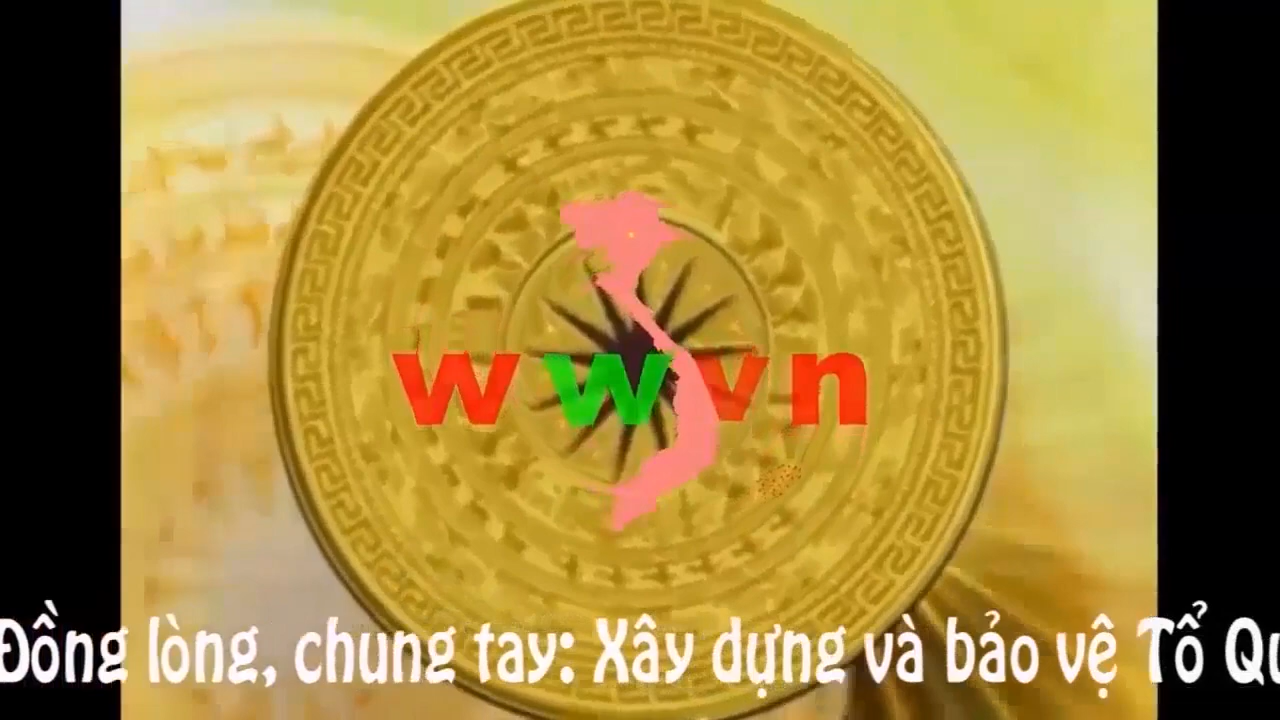 wwvn
Đồng lòng, chung tay: Xây dựng và bảo vệ Tổ